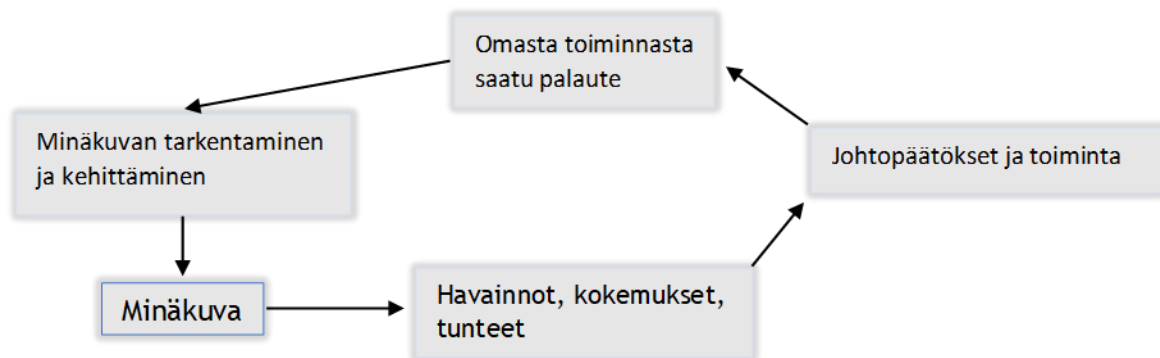 Omasta toiminnasta
saatu palaute
Minäkuvan tarkentaminen
ja kehittäminen
Johtopäätökset ja toiminta
Minäkuva
Havainnot, kokemukset,
tunteet